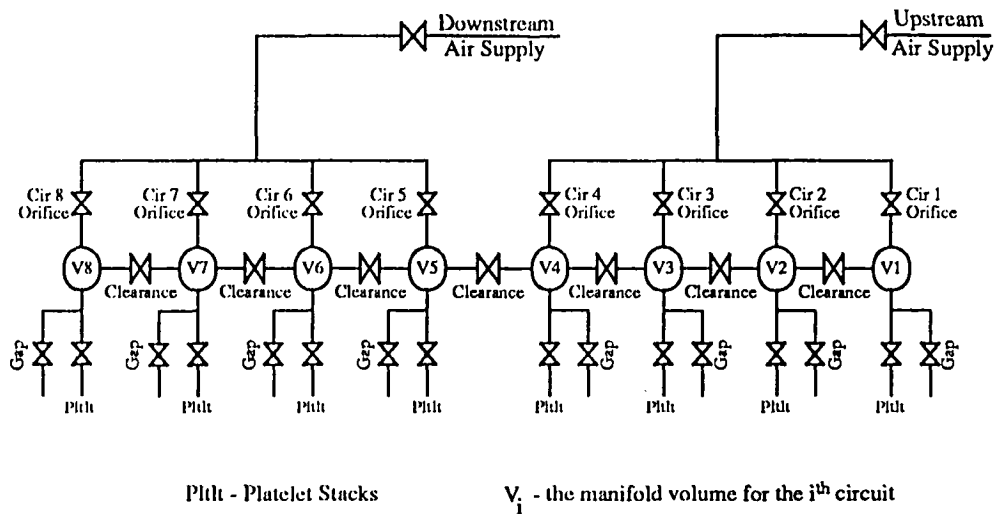 Downstream
Air Supply
Upstream
Air Supply
Cir 8
Orifice
Cir 7
Orifice
Cir 6
Orifice
Cir 5
Orifice
Cir 4
Orifice
Cir 3
Orifice
Cir 2
Orifice
Cir 1
Orifice
V8
V7
V6
V5
V4
V3
V2
V1
Clearance
Clearance
Clearance
Clearance
Clearance
Clearance
Clearance
Gap
Gap
Gap
Gap
Gap
Gap
Gap
Gap
Pltlt
Pltlt
Pltlt
Pltlt
Pltlt
Pltlt
Pltlt
Pltlt
Pltlt - Platelet Stacks
Vi - the manifold volume for the ith circuit